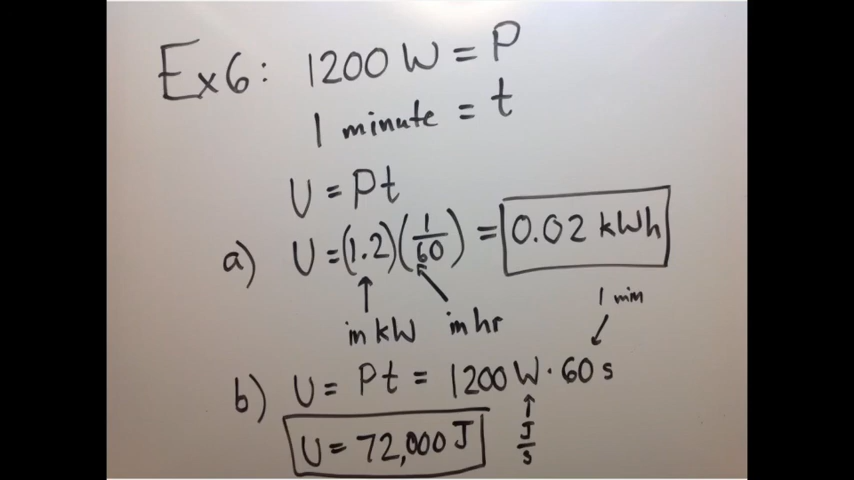 Ex6: 1200 W = P
1 minute = t
U = Pt
a) U = (1.2)(1/60) = 0.02 kWh
in kW in hr
1 min
b) U = Pt = 1200 W · 60 s
U = 72,000 J
J/s